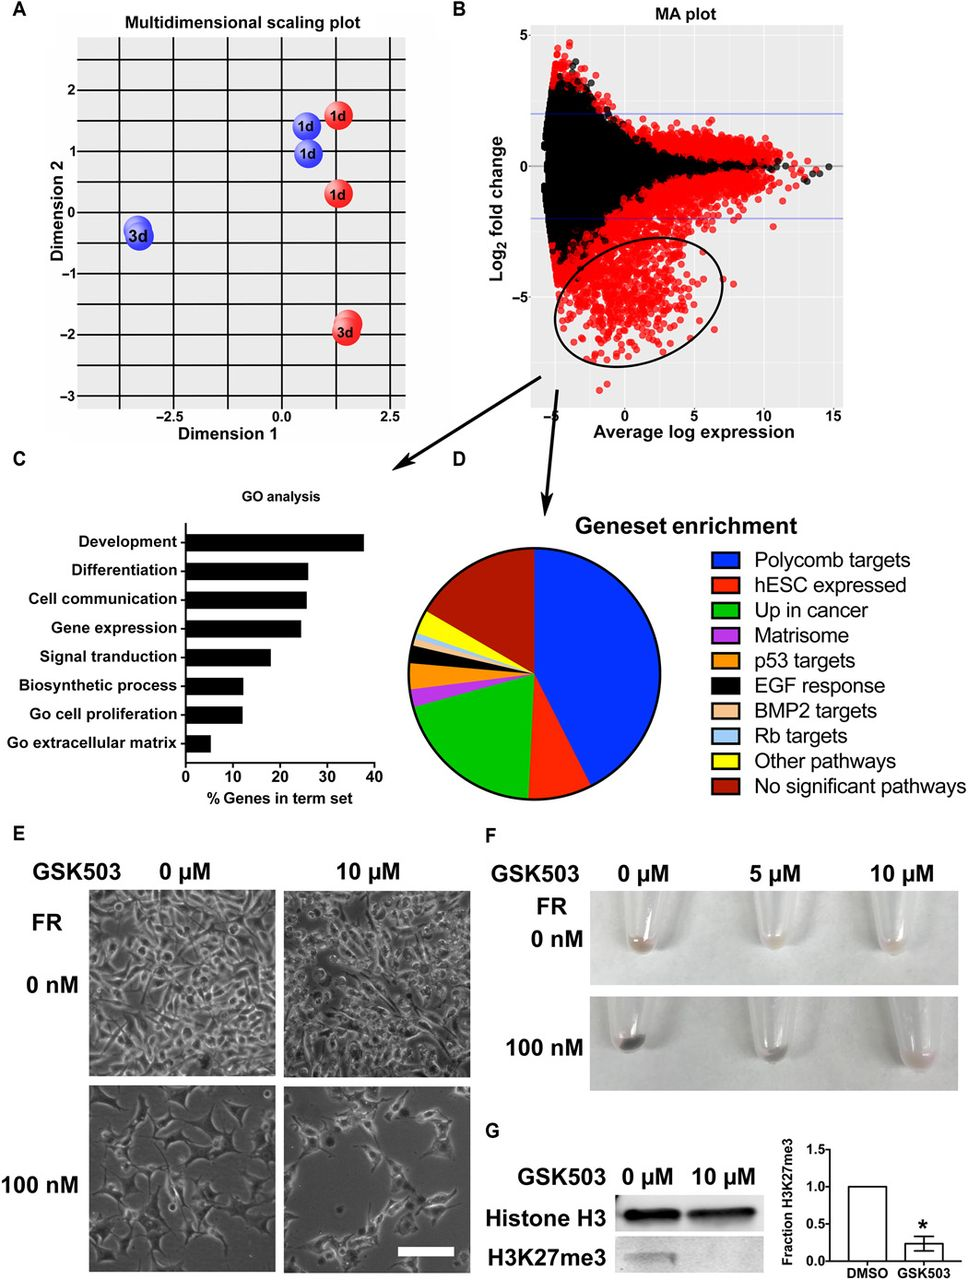 A
Multidimensional scaling plot
Dimension 2
2
1
0
−1
−2
−3
1d
1d
1d
1d
3d
3d
−2.5
0.0
2.5
Dimension 1
B
MA plot
Log2 fold change
5
0
−5
−5
0
5
10
15
Average log expression
C
GO analysis
Development
Differentiation
Cell communication
Gene expression
Signal tranduction
Biosynthetic process
Go cell proliferation
Go extracellular matrix
0
10
20
30
40
% Genes in term set
D
Geneset enrichment
Polycomb targets
hESC expressed
Up in cancer
Matrisome
p53 targets
EGF response
BMP2 targets
Rb targets
Other pathways
No significant pathways
E
GSK503 0 µM 10 µM
FR
0 nM
100 nM
F
GSK503 0 µM 5 µM 10 µM
FR
0 nM
100 nM
G
GSK503 0 µM 10 µM
Histone H3
H3K27me3
Fraction H3K27me3
1.5
1.0
0.5
0.0
*
DMSO GSK503